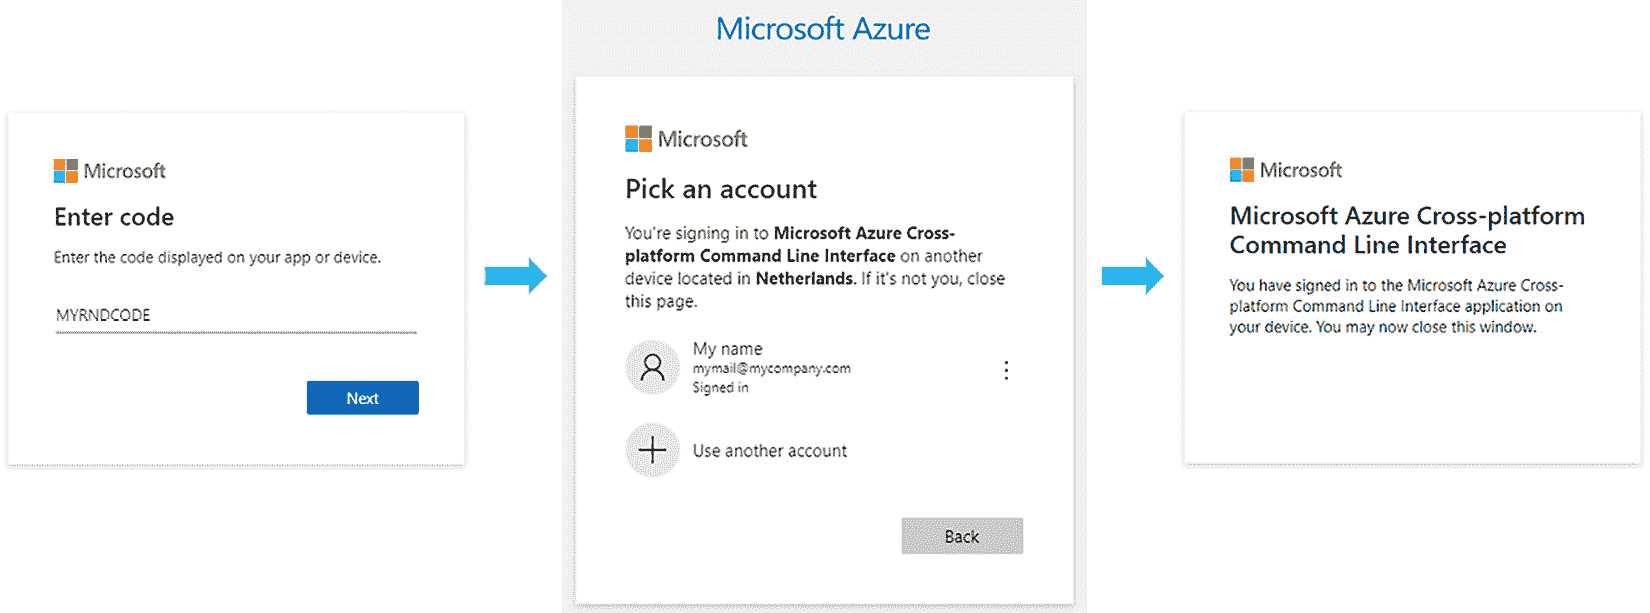 Microsoft
Enter code
Enter the code displayed on your app or device.
MYRNDCODE
Next
Microsoft Azure
Microsoft
Pick an account
You're signing in to Microsoft Azure Cross-
platform Command Line Interface on another
device located in Netherlands. If it's not you, close
this page.
My name
mymail@mycompany.com
Signed in
Use another account
Back
Microsoft
Microsoft Azure Cross-platform
Command Line Interface
You have signed in to the Microsoft Azure Cross-
platform Command Line Interface application on
your device. You may now close this window.